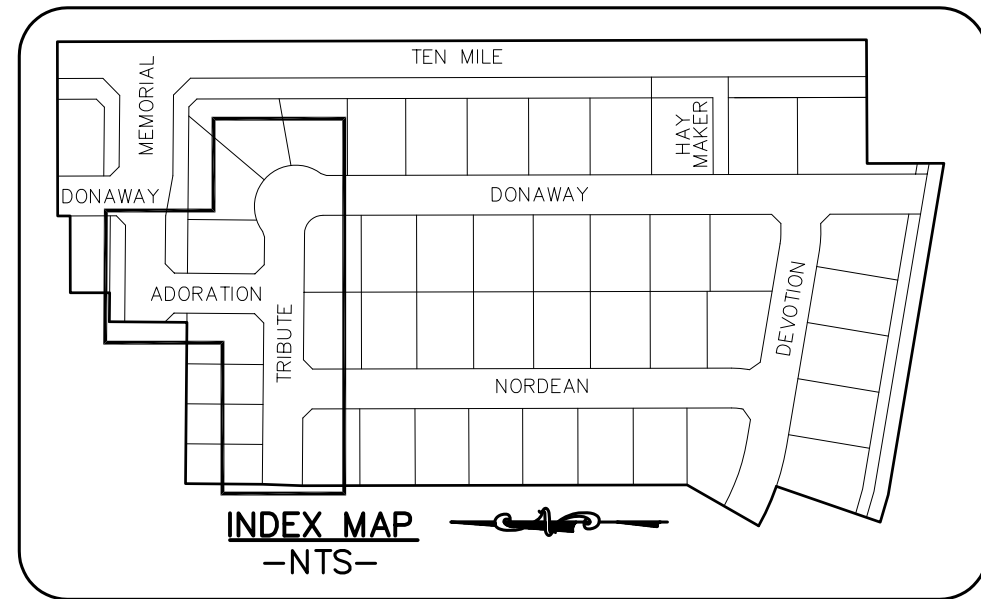 TEN MILE
MEMORIAL
HAY
MAKER
DONAWAY
DONAWAY
ADORATION
TRIBUTE
DEVOTION
NORDEAN
INDEX MAP
-NTS-